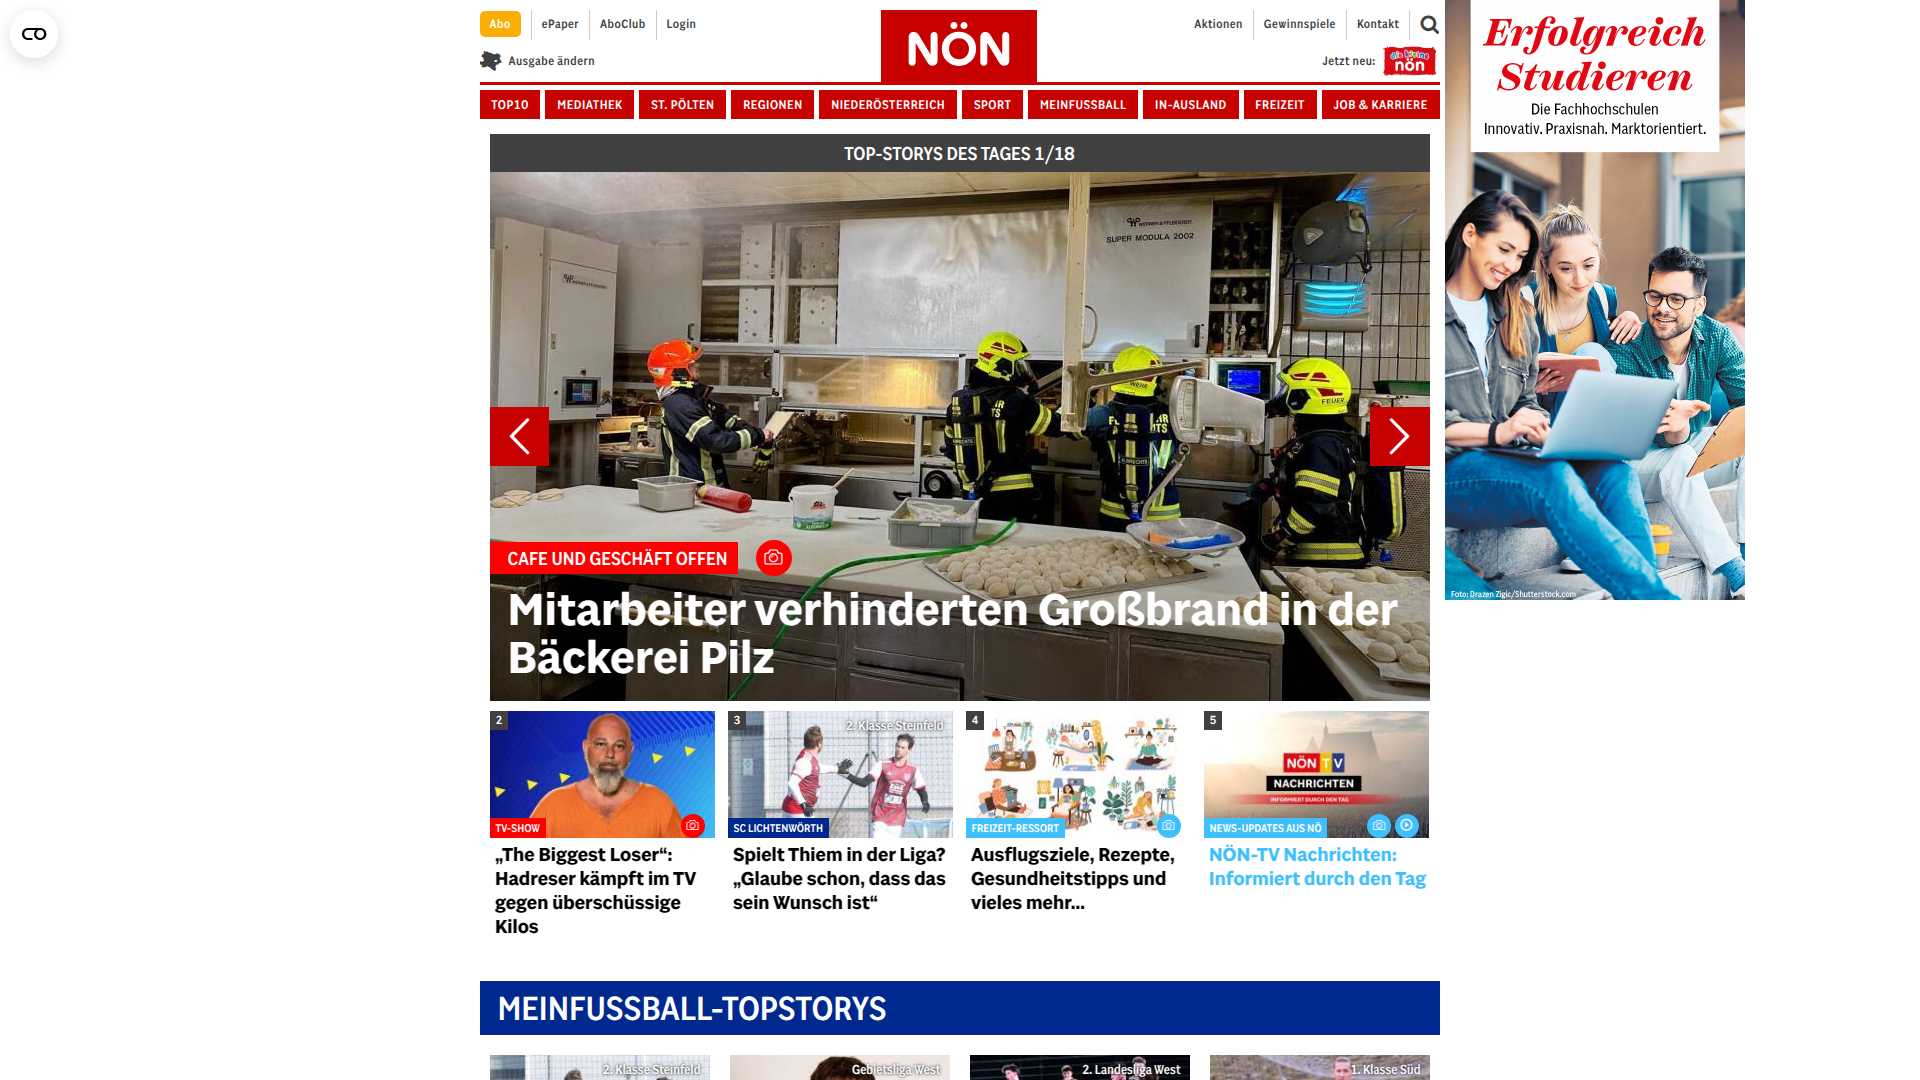 Abo
ePaper
AboClub
Login
NÖN
Aktionen
Gewinnspiele
Kontakt
Ausgabe ändern
Jetzt neu:
die kleine
nön
TOP10
MEDIATHEK
ST. PÖLTEN
REGIONEN
NIEDERÖSTERREICH
SPORT
MEINFUSSBALL
IN-AUSLAND
FREIZEIT
JOB & KARRIERE
Erfolgreich
Studieren
Die Fachhochschulen
Innovativ. Praxisnah. Marktorientiert.
Foto: Drazen Zigic/Shutterstock.com
TOP-STORYS DES TAGES 1/18
SUPER MODULA 2002
FEUER
CAFE UND GESCHÄFT OFFEN
Mitarbeiter verhinderten Großbrand in der
Bäckerei Pilz
2
TV-SHOW
„The Biggest Loser“:
Hadreser kämpft im TV
gegen überschüssige
Kilos
3
2. Klasse Steinfeld
SC LICHTENWÖRTH
Spielt Thiem in der Liga?
„Glaube schon, dass das
sein Wunsch ist“
4
FREIZEIT-RESSORT
Ausflugsziele, Rezepte,
Gesundheitstipps und
vieles mehr...
5
NÖN TV
NACHRICHTEN
INFORMIERT DURCH DEN TAG
NEWS-UPDATES AUS NÖ
NÖN-TV Nachrichten:
Informiert durch den Tag
MEINFUSSBALL-TOPSTORYS
2. Klasse Steinfeld
Gebietsliga West
2. Landesliga West
1. Klasse Süd